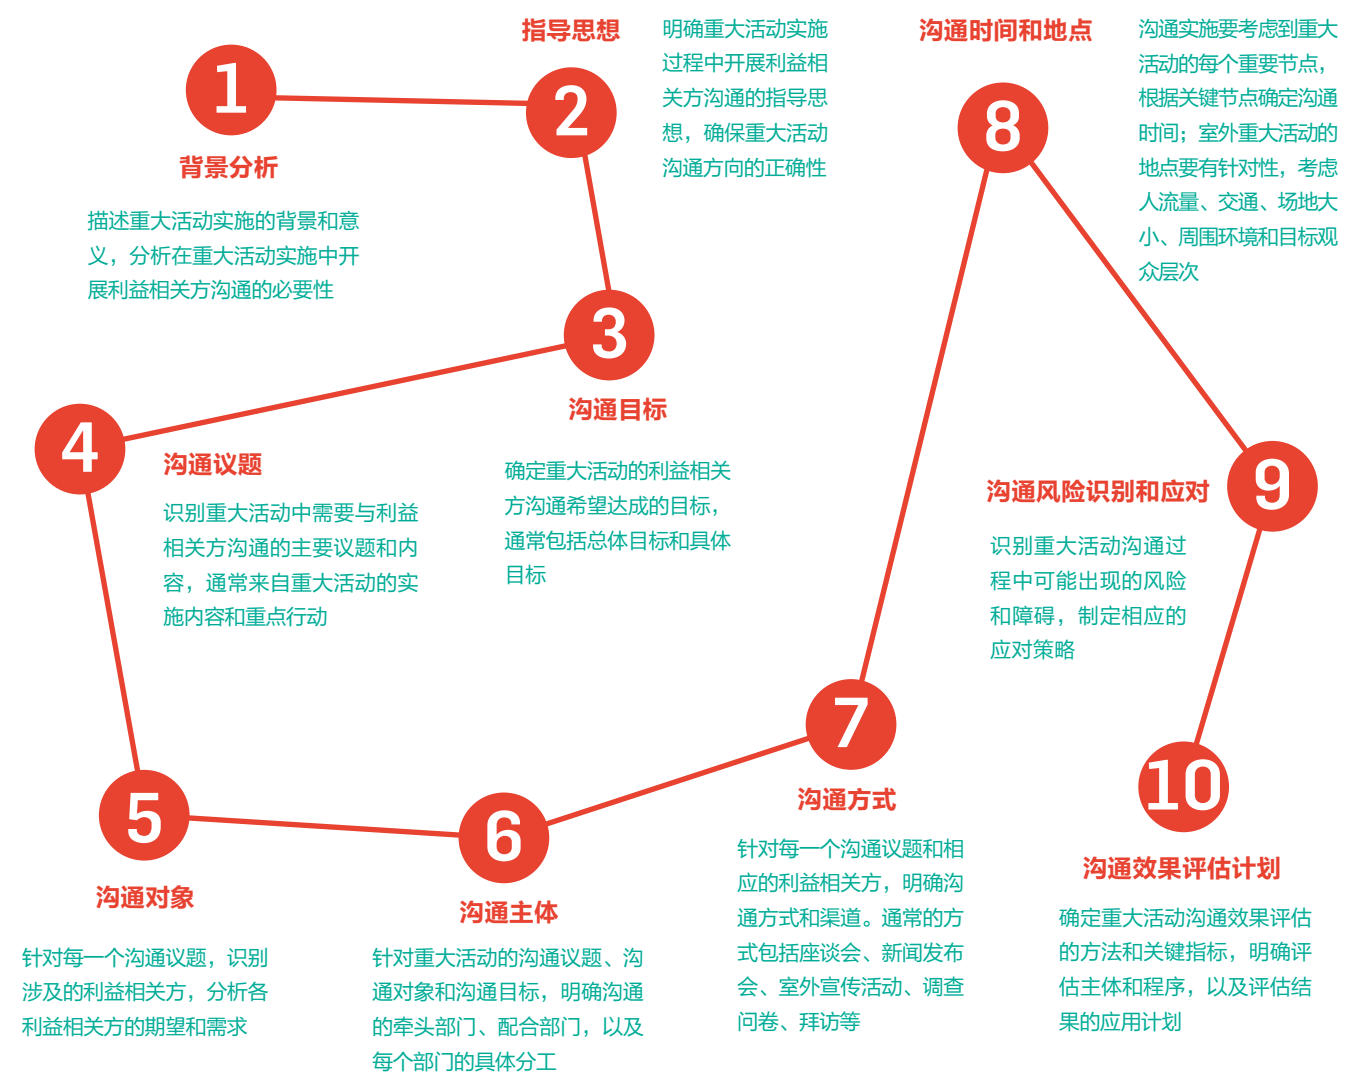 1
背景分析
描述重大活动实施的背景和意
义，分析在重大活动实施中开
展利益相关方沟通的必要性
2
指导思想
明确重大活动实施
过程中开展利益相
关方沟通的指导思
想，确保重大活动
沟通方向的正确性
3
沟通目标
确定重大活动的利益相关
方沟通希望达成的目标，
通常包括总体目标和具体
目标
4
沟通议题
识别重大活动中需要与利益
相关方沟通的主要议题和内
容，通常来自重大活动的实
施内容和重点行动
5
沟通对象
针对每一个沟通议题，识别
涉及的利益相关方，分析各
利益相关方的期望和需求
6
沟通主体
针对重大活动的沟通议题、沟
通对象和沟通目标，明确沟通
的牵头部门、配合部门，以及
每个部门的具体分工
7
沟通方式
针对每一个沟通议题和相
应的利益相关方，明确沟
通方式和渠道。通常的方
式包括座谈会、新闻发布
会、室外宣传活动、调查
问卷、拜访等
8
沟通时间和地点
沟通实施要考虑到重大
活动的每个重要节点，
根据关键节点确定沟通
时间；室外重大活动的
地点要有针对性，考虑
人流量、交通、场地大
小、周围环境和目标观
众层次
9
沟通风险识别和应对
识别重大活动沟通过
程中可能出现的风险
和障碍，制定相应的
应对策略
10
沟通效果评估计划
确定重大活动沟通效果评估
的方法和关键指标，明确评
估主体和程序，以及评估结
果的应用计划